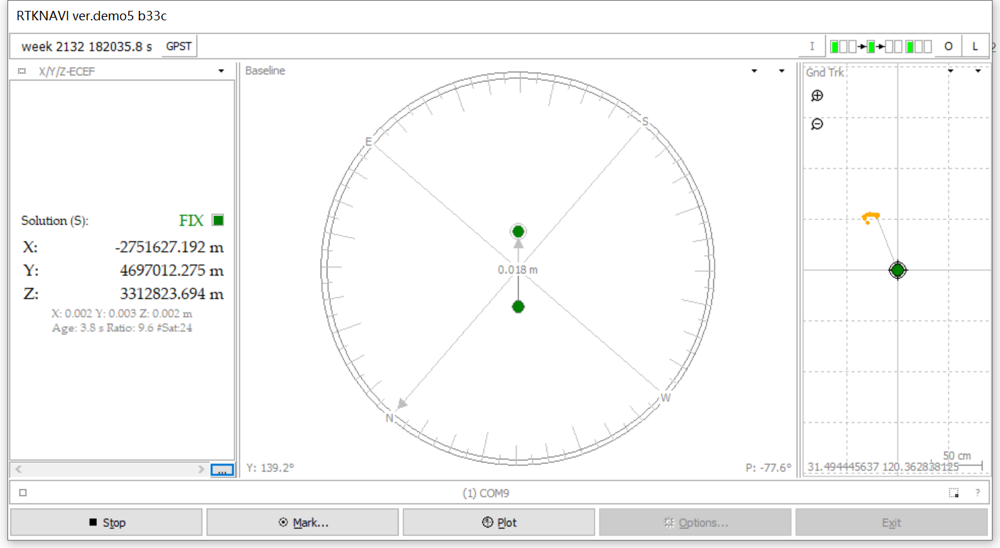 RTKNAVI ver.demo5 b33c
week 2132 182035.8 s GPST
I
O L
2
X/Y/Z-ECEF
Solution (S): FIX
X: -2751627.192 m
Y: 4697012.275 m
Z: 3312823.694 m
X: 0.002 Y: 0.003 Z: 0.002 m
Age: 3.8 s Ratio: 9.6 #Sat:24
...
Baseline
S
E
0.018 m
W
N
Y: 139.2° P: -77.6°
Gnd Trk
50 cm
31.494445637 120.362838125
(1) COM9
?
Stop
Mark...
Plot
Options...
Exit